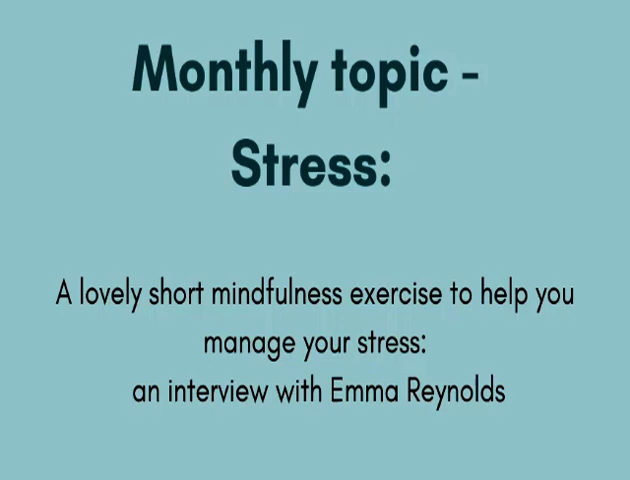 Monthly topic -
Stress:
A lovely short mindfulness exercise to help you
manage your stress:
an interview with Emma Reynolds